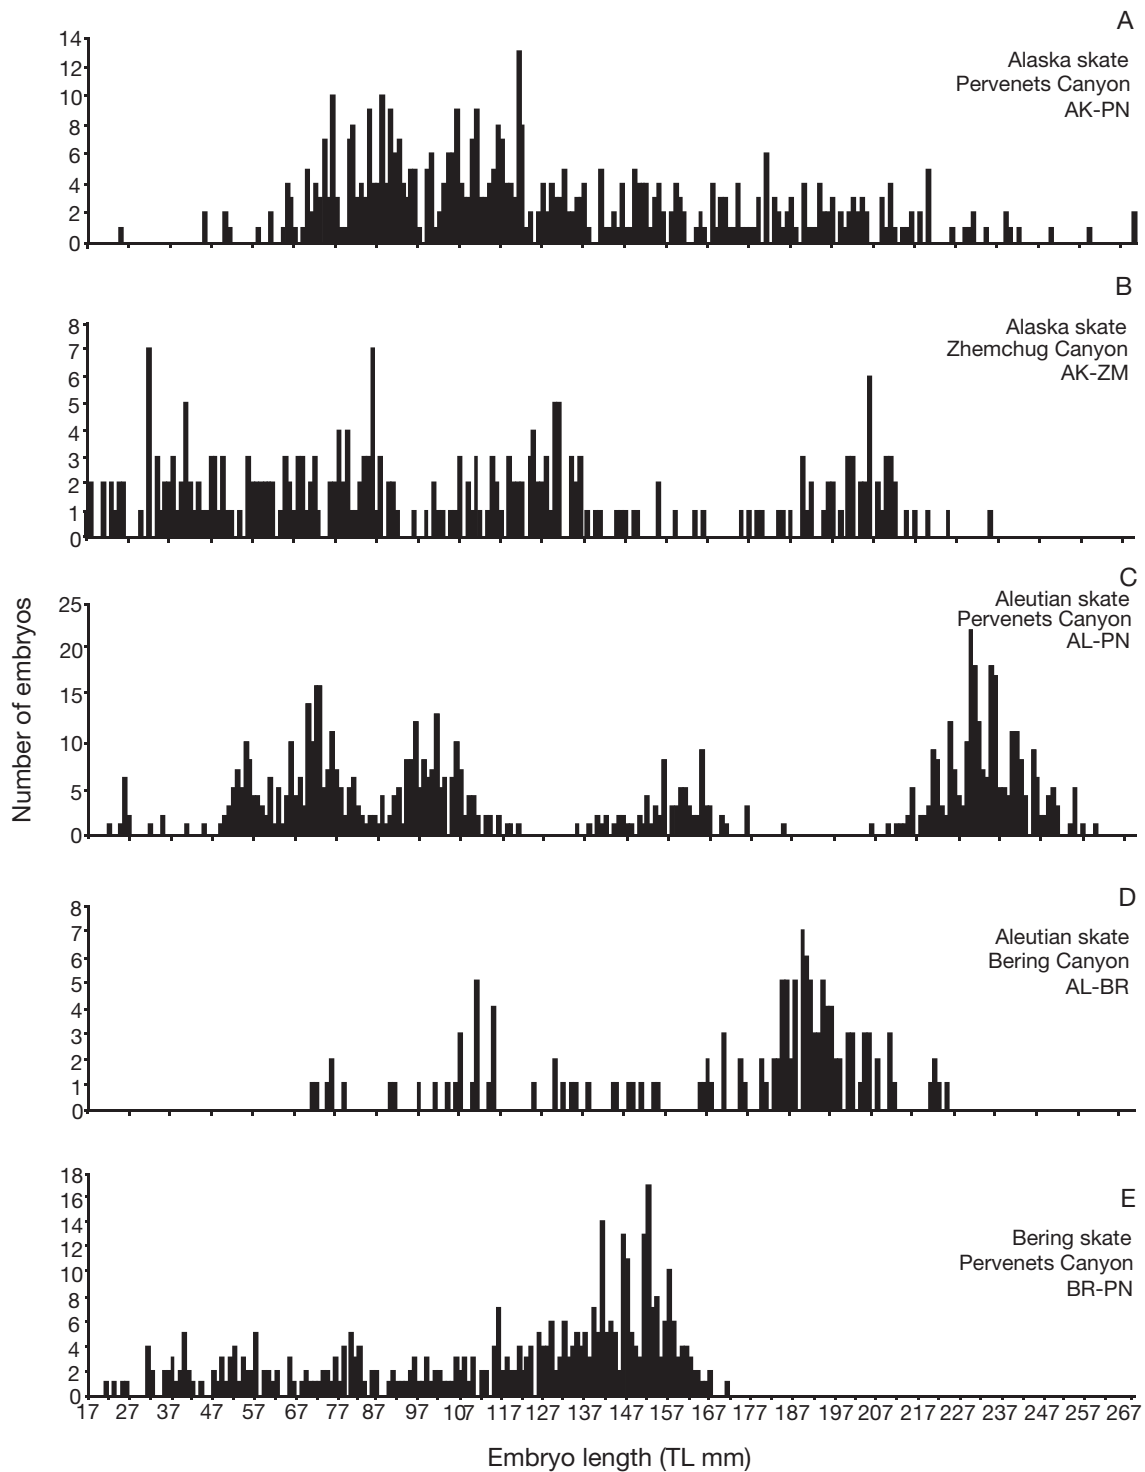 A
Alaska skate
Pervenets Canyon
AK-PN
14
12
10
8
6
4
2
0
B
Alaska skate
Zhemchug Canyon
AK-ZM
8
7
6
5
4
3
2
1
0
C
Aleutian skate
Pervenets Canyon
AL-PN
25
20
15
10
5
0
Number of embryos
D
Aleutian skate
Bering Canyon
AL-BR
8
7
6
5
4
3
2
1
0
E
Bering skate
Pervenets Canyon
BR-PN
18
16
14
12
10
8
6
4
2
0
17 27 37 47 57 67 77 87 97 107 117 127 137 147 157 167 177 187 197 207 217 227 237 247 257 267
Embryo length (TL mm)